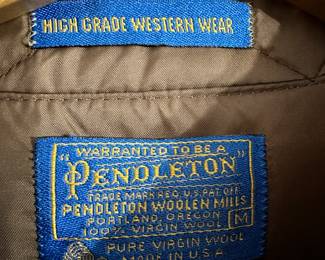 HIGH GRADE WESTERN WEAR
"WARRANTED TO BE A
PENDLETON"
TRADE MARK REG. U.S. PAT. OFF.
PENDLETON WOOLEN MILLS
PORTLAND, OREGON
100% VIRGIN WOOL
M
PURE VIRGIN WOOL
MADE IN U.S.A.